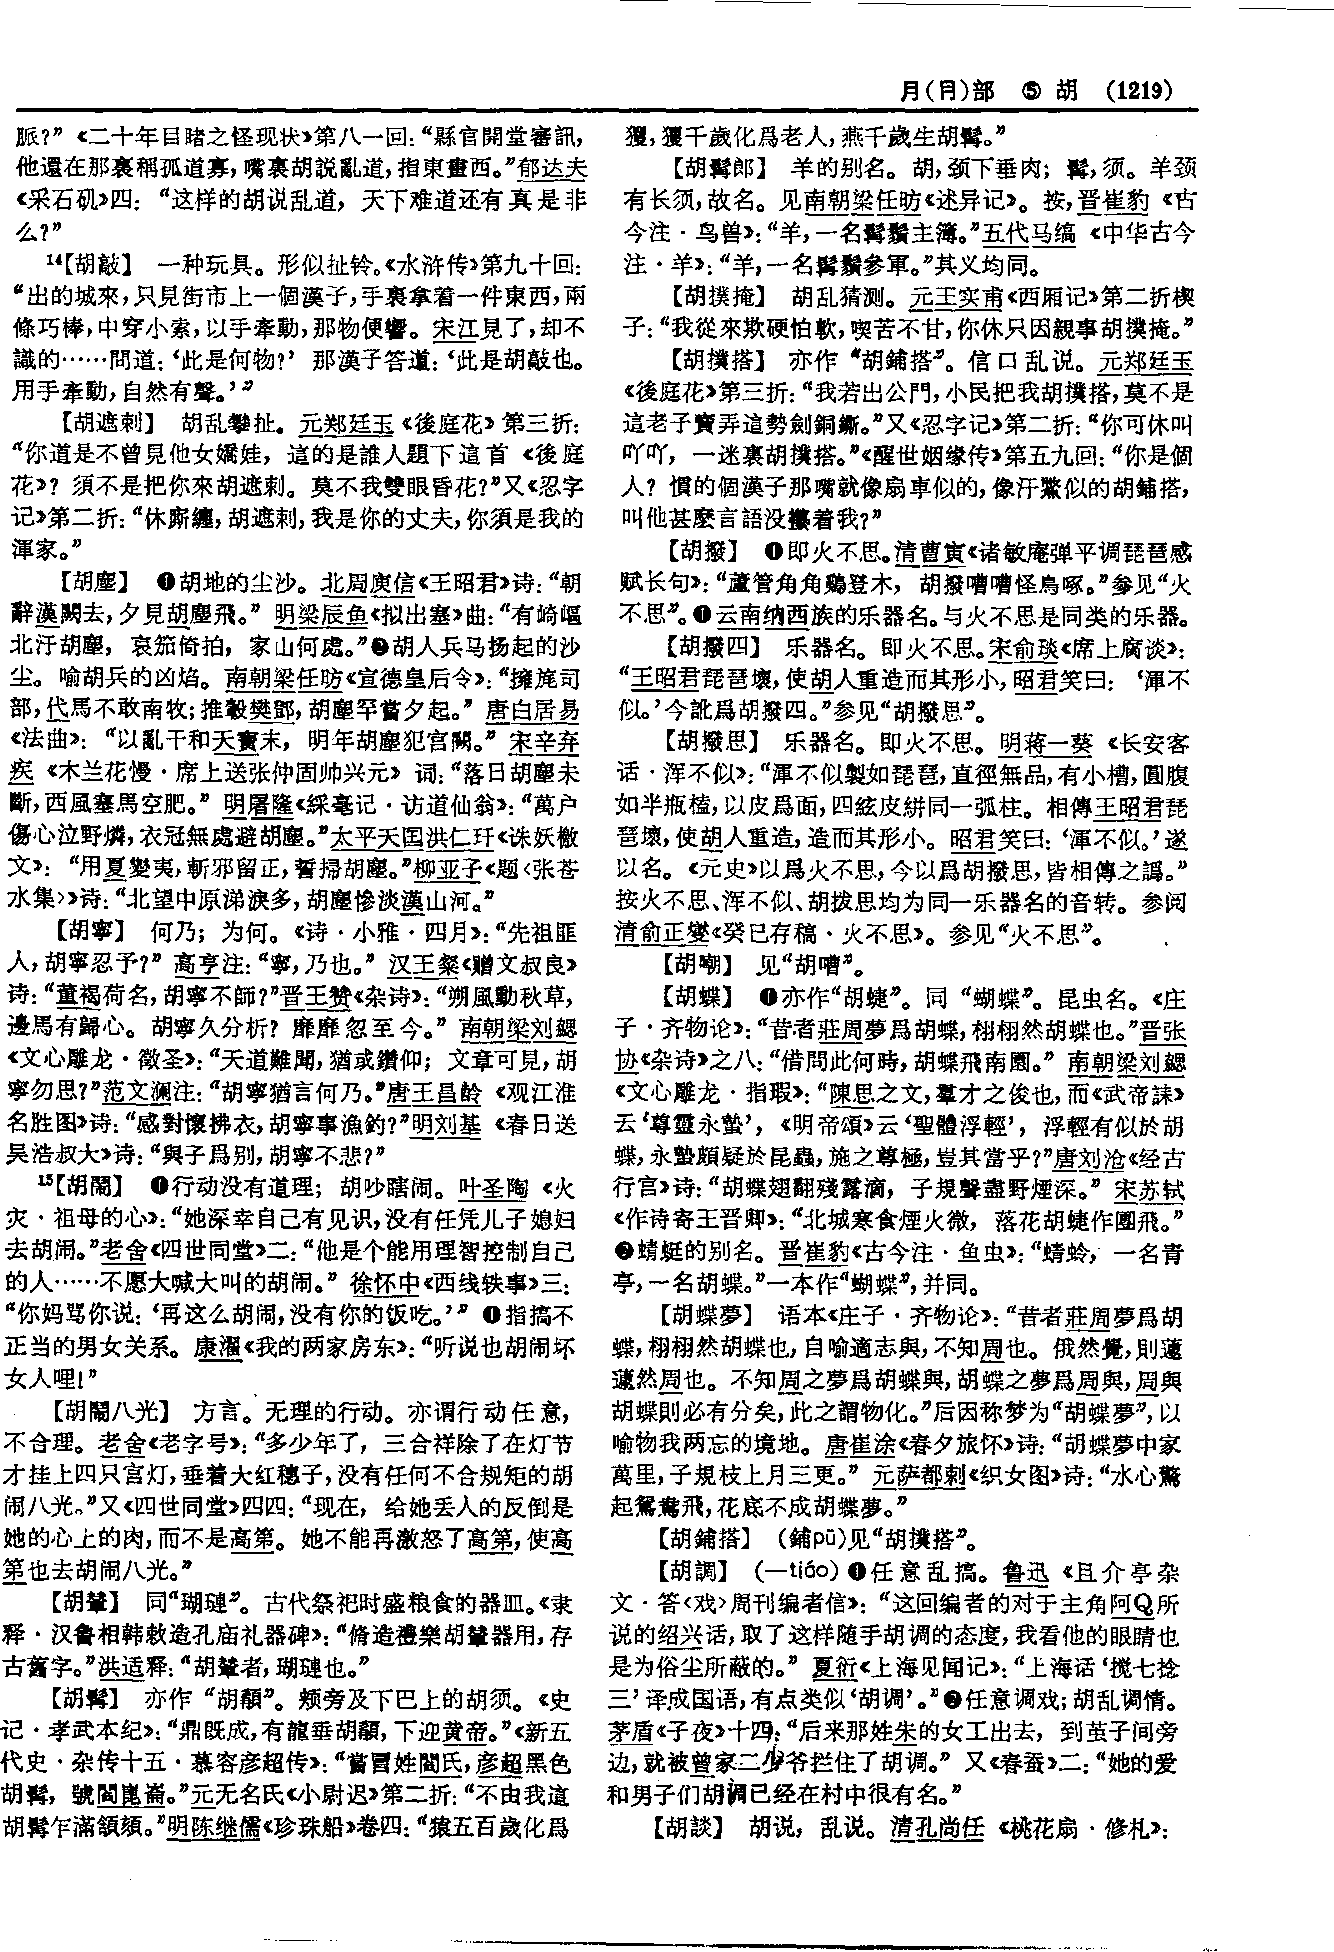 月(⺝)部 ⑤ 胡 (1219)
脈?”《二十年目睹之怪现状》第八一回:“縣官開堂審訊,
他還在那裏稱孤道寡,嘴裏胡説亂道,指東畫西。”郁达夫
《采石矶》四:“这样的胡说乱道,天下难道还有真是非
么?”
¹⁴【胡敲】 一种玩具。形似扯铃。《水浒传》第九十回:
“出的城來,只見街市上一個漢子,手裏拿着一件東西,兩
條巧棒,中穿小索,以手牽動,那物便響。宋江見了,却不
識的……問道:‘此是何物?’ 那漢子答道:‘此是胡敲也。
用手牽動,自然有聲。’”
【胡遮刺】 胡乱攀扯。元郑廷玉《後庭花》第三折:
“你道是不曾見他女嬌娃,這的是誰人題下這首《後庭
花》?須不是把你來胡遮刺。莫不我雙眼昏花?”又《忍字
记》第二折:“休廝纏,胡遮刺,我是你的丈夫,你須是我的
渾家。”
【胡塵】 ❶胡地的尘沙。北周庾信《王昭君》诗:“朝
辭漢闕去,夕見胡塵飛。” 明梁辰鱼《拟出塞》曲:“有崎嶇
北汙胡塵,哀笳倚拍,家山何處。”❷胡人兵马扬起的沙
尘。喻胡兵的凶焰。南朝梁任昉《宣德皇后令》:“擁旄司
部,代馬不敢南牧;推轂樊鄧,胡塵罕嘗夕起。” 唐白居易
《法曲》:“以亂干和天寶末,明年胡塵犯宫闕。” 宋辛弃
疾《木兰花慢·席上送张仲固帅兴元》词:“落日胡塵未
斷,西風塞馬空肥。” 明屠隆《綵毫记·访道仙翁》:“萬户
傷心泣野燐,衣冠無處避胡塵。”太平天囯洪仁玕《诛妖檄
文》:“用夏變夷,斬邪留正,誓掃胡塵。”柳亚子《题〈张苍
水集〉》诗:“北望中原涕淚多,胡塵慘淡漢山河。”
【胡寧】 何乃;为何。《诗·小雅·四月》:“先祖匪
人,胡寧忍予?” 高亨注:“寧,乃也。” 汉王粲《赠文叔良》
诗:“董褐荷名,胡寧不師?”晋王赞《杂诗》:“朔風動秋草,
邊馬有歸心。胡寧久分析?靡靡忽至今。” 南朝梁刘勰
《文心雕龙·徵圣》:“天道難聞,猶或鑽仰;文章可見,胡
寧勿思?”范文澜注:“胡寧猶言何乃。”唐王昌龄《观江淮
名胜图》诗:“感對懷拂衣,胡寧事漁釣?”明刘基《春日送
吴浩叔大》诗:“與子爲别,胡寧不悲?”
¹⁵【胡鬧】 ❶行动没有道理;胡吵瞎闹。叶圣陶《火
灾·祖母的心》:“她深幸自己有见识,没有任凭儿子媳妇
去胡闹。”老舍《四世同堂》二:“他是个能用理智控制自己
的人……不愿大喊大叫的胡闹。” 徐怀中《西线轶事》三:
“你妈骂你说:‘再这么胡闹,没有你的饭吃。’” ❶指搞不
正当的男女关系。康濯《我的两家房东》:“听说也胡闹坏
女人哩!”
【胡鬧八光】 方言。无理的行动。亦谓行动任意,
不合理。老舍《老字号》:“多少年了,三合祥除了在灯节
才挂上四只宫灯,垂着大红穗子,没有任何不合规矩的胡
闹八光。”又《四世同堂》四四:“现在,给她丢人的反倒是
她的心上的肉,而不是高第。她不能再激怒了高第,使高
第也去胡闹八光。”
【胡輦】 同“瑚璉”。古代祭祀时盛粮食的器皿。《隶
释·汉鲁相韩敕造孔庙礼器碑》:“脩造禮樂胡輦器用,存
古舊字。”洪适释:“胡輦者,瑚璉也。”
【胡髯】 亦作“胡䫇”。颊旁及下巴上的胡须。《史
记·孝武本纪》:“鼎既成,有龍垂胡䫇,下迎黄帝。”《新五
代史·杂传十五·慕容彦超传》:“嘗冒姓閻氏,彦超黑色
胡髯,號閻崑崙。”元无名氏《小尉迟》第二折:“不由我這
胡髯乍滿頷頦。”明陈继儒《珍珠船》卷四:“猿五百歲化爲
玃,玃千歲化爲老人,燕千歲生胡髯。”
【胡髯郎】 羊的别名。胡,颈下垂肉;髯,须。羊颈
有长须,故名。见南朝梁任昉《述异记》。按,晋崔豹《古
今注·鸟兽》:“羊,一名髯鬚主簿。”五代马缟《中华古今
注·羊》:“羊,一名髯鬚參軍。”其义均同。
【胡撲掩】 胡乱猜测。元王实甫《西厢记》第二折楔
子:“我從來欺硬怕軟,喫苦不甘,你休只因親事胡撲掩。”
【胡撲搭】 亦作“胡鋪搭”。信口乱说。元郑廷玉
《後庭花》第三折:“我若出公門,小民把我胡撲搭,莫不是
這老子賣弄這勢劍銅鍘。”又《忍字记》第二折:“你可休叫
吖吖,一迷裏胡撲搭。”《醒世姻缘传》第五九回:“你是個
人?慣的個漢子那嘴就像扇車似的,像汗鱉似的胡鋪搭,
叫他甚麽言語没攮着我?”
【胡撥】 ❶即火不思。清曹寅《诸敏庵弹平调琵琶感
赋长句》:“蘆管角角鷄登木,胡撥嘈嘈怪鳥啄。”参见“火
不思”。❶云南纳西族的乐器名。与火不思是同类的乐器。
【胡撥四】 乐器名。即火不思。宋俞琰《席上腐谈》:
“王昭君琵琶壞,使胡人重造而其形小,昭君笑曰:‘渾不
似。’今訛爲胡撥四。”参见“胡撥思”。
【胡撥思】 乐器名。即火不思。明蒋一葵《长安客
话·浑不似》:“渾不似製如琵琶,直徑無品,有小槽,圓腹
如半瓶榼,以皮爲面,四絃皮絣同一弧柱。相傳王昭君琵
琶壞,使胡人重造,造而其形小。昭君笑曰:‘渾不似。’遂
以名。《元史》以爲火不思,今以爲胡撥思,皆相傳之譌。”
按火不思、浑不似、胡拨思均为同一乐器名的音转。参阅
清俞正燮《癸巳存稿·火不思》。参见“火不思”。
【胡嘲】 见“胡嘈”。
【胡蝶】 ❶亦作“胡蜨”。同“蝴蝶”。昆虫名。《庄
子·齐物论》:“昔者莊周夢爲胡蝶,栩栩然胡蝶也。”晋张
协《杂诗》之八:“借問此何時,胡蝶飛南園。” 南朝梁刘勰
《文心雕龙·指瑕》:“陳思之文,羣才之俊也,而《武帝誄》
云‘尊靈永蟄’,《明帝頌》云‘聖體浮輕’,浮輕有似於胡
蝶,永蟄頗疑於昆蟲,施之尊極,豈其當乎?”唐刘沧《经古
行宫》诗:“胡蝶翅翻殘露滴,子規聲盡野煙深。” 宋苏轼
《作诗寄王晋卿》:“北城寒食煙火微,落花胡蜨作團飛。”
❷蜻蜓的别名。晋崔豹《古今注·鱼虫》:“蜻蛉,一名青
亭,一名胡蝶。”一本作“蝴蝶”,并同。
【胡蝶夢】 语本《庄子·齐物论》:“昔者莊周夢爲胡
蝶,栩栩然胡蝶也,自喻適志與,不知周也。俄然覺,則蘧
蘧然周也。不知周之夢爲胡蝶與,胡蝶之夢爲周與,周與
胡蝶則必有分矣,此之謂物化。”后因称梦为“胡蝶夢”,以
喻物我两忘的境地。唐崔涂《春夕旅怀》诗:“胡蝶夢中家
萬里,子規枝上月三更。” 元萨都剌《织女图》诗:“水心驚
起鴛鴦飛,花底不成胡蝶夢。”
【胡鋪搭】 (鋪pū)见“胡撲搭”。
【胡調】 (—tiáo)❶任意乱搞。鲁迅《且介亭杂
文·答〈戏〉周刊编者信》:“这回编者的对于主角阿Q所
说的绍兴话,取了这样随手胡调的态度,我看他的眼睛也
是为俗尘所蔽的。” 夏衍《上海见闻记》:“上海话‘搅七捻
三’译成国语,有点类似‘胡调’。”❷任意调戏;胡乱调情。
茅盾《子夜》十四:“后来那姓朱的女工出去,到茧子间旁
边,就被曾家二少爷拦住了胡调。” 又《春蚕》二:“她的爱
和男子们胡调已经在村中很有名。”
【胡談】 胡说,乱说。清孔尚任《桃花扇·修札》: